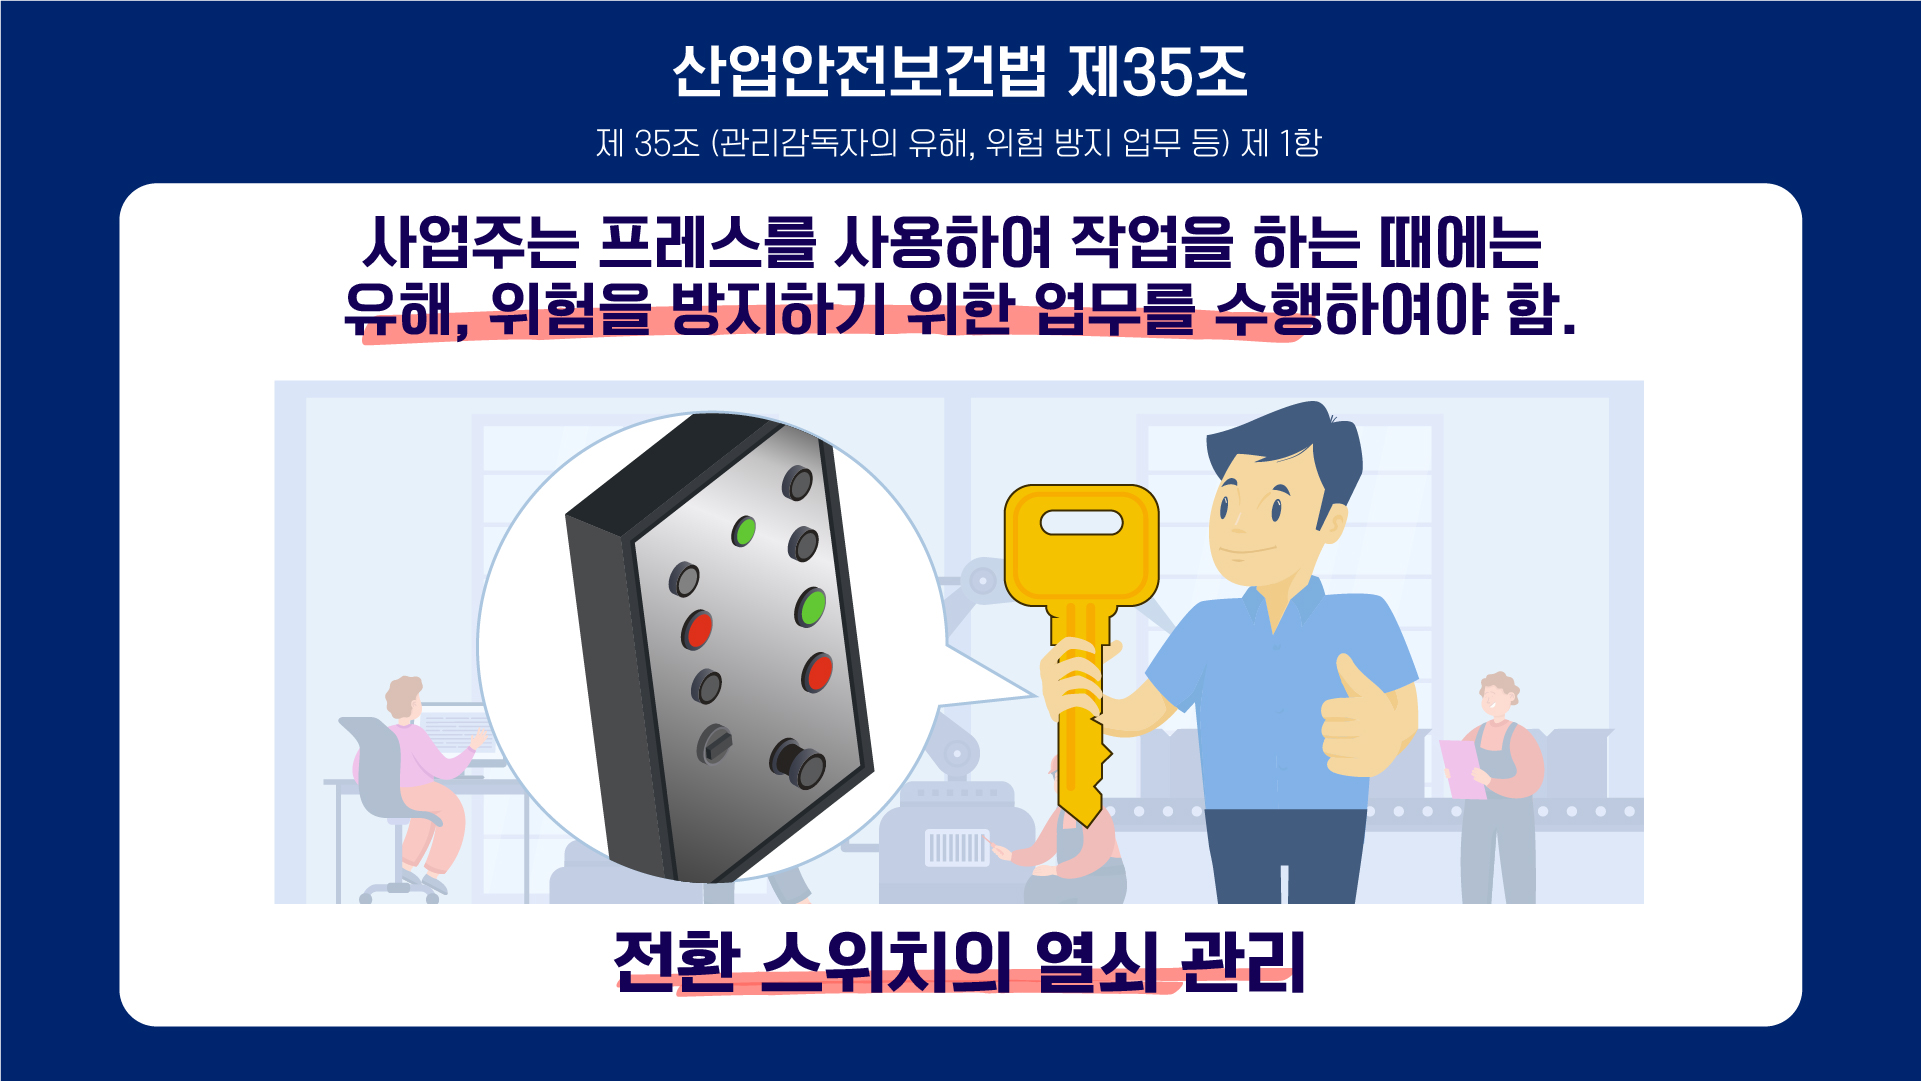 산업안전보건법 제35조
제 35조 (관리감독자의 유해, 위험 방지 업무 등) 제 1항
사업주는 프레스를 사용하여 작업을 하는 때에는
유해, 위험을 방지하기 위한 업무를 수행하여야 함.
전환 스위치의 열쇠 관리